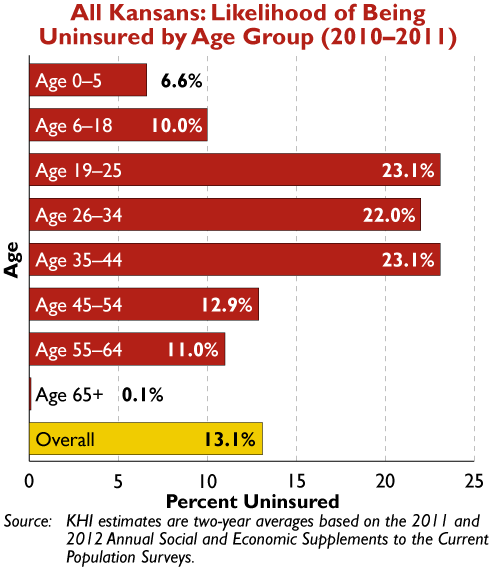 All Kansans: Likelihood of Being
Uninsured by Age Group (2010–2011)
Age 0–5 6.6%
Age 6–18 10.0%
Age 19–25 23.1%
Age 26–34 22.0%
Age 35–44 23.1%
Age 45–54 12.9%
Age 55–64 11.0%
Age 65+ 0.1%
Overall 13.1%
Age
0 5 10 15 20 25
Percent Uninsured
Source: KHI estimates are two-year averages based on the 2011 and
2012 Annual Social and Economic Supplements to the Current
Population Surveys.